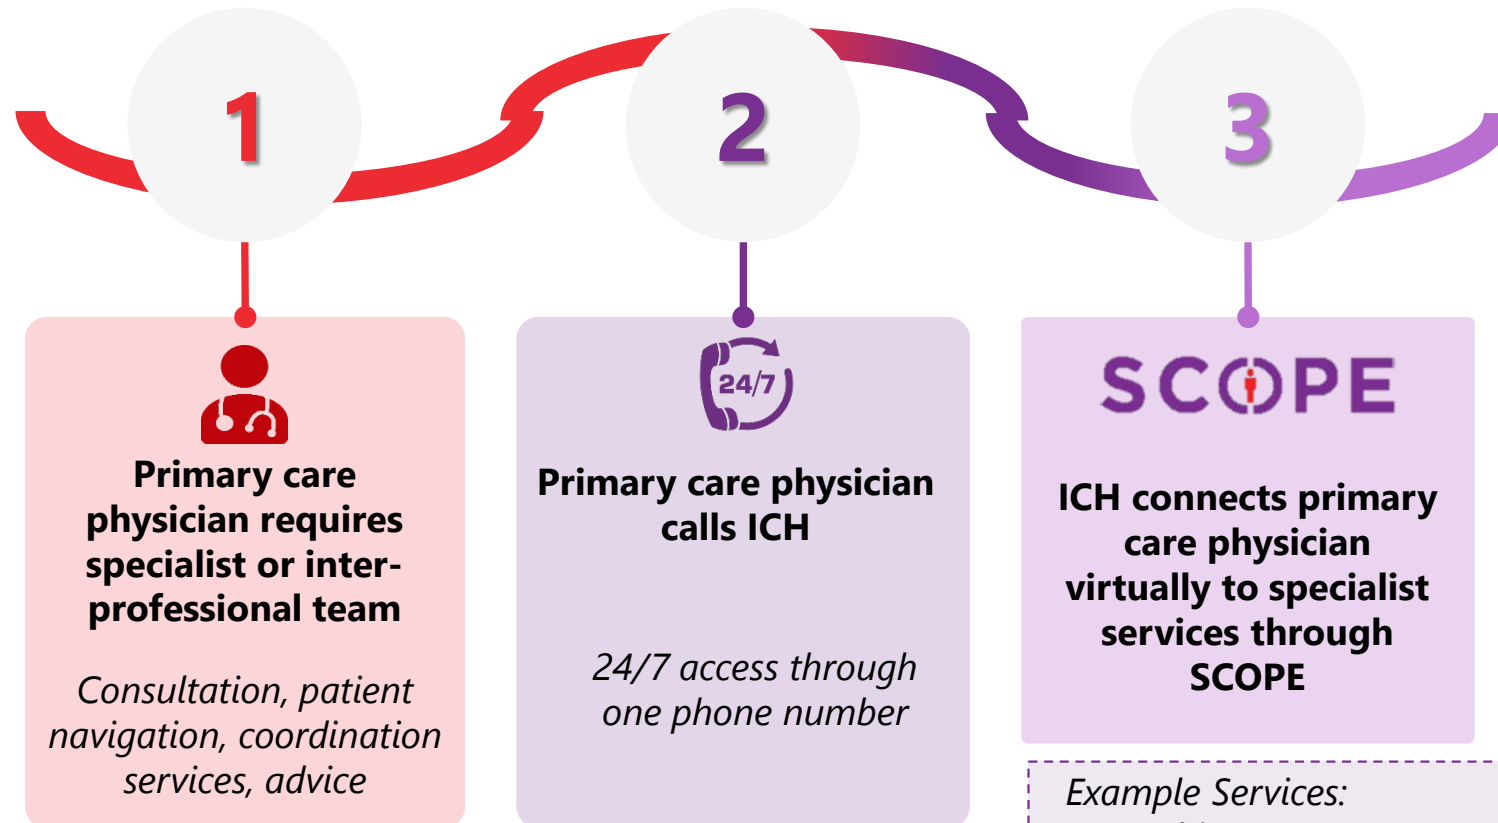 1
2
3
24/7
SCOPE
Primary care
physician requires
specialist or inter-
professional team
Consultation, patient
navigation, coordination
services, advice
Primary care physician
calls ICH
24/7 access through
one phone number
ICH connects primary
care physician
virtually to specialist
services through
SCOPE
Example Services: